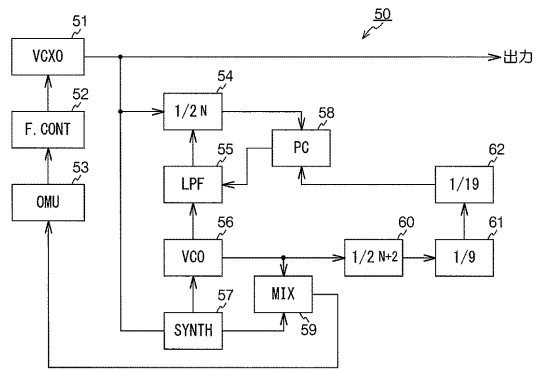 50
51
VCXO
出力
52
F.CONT
53
OMU
54
1/2 N
55
LPF
56
VCO
57
SYNTH
58
PC
MIX
59
60
1/2 N+2
61
1/9
62
1/19